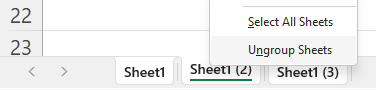 22
Select All Sheets
23
Ungroup Sheets
Sheet1 Sheet1 (2) Sheet1 (3)